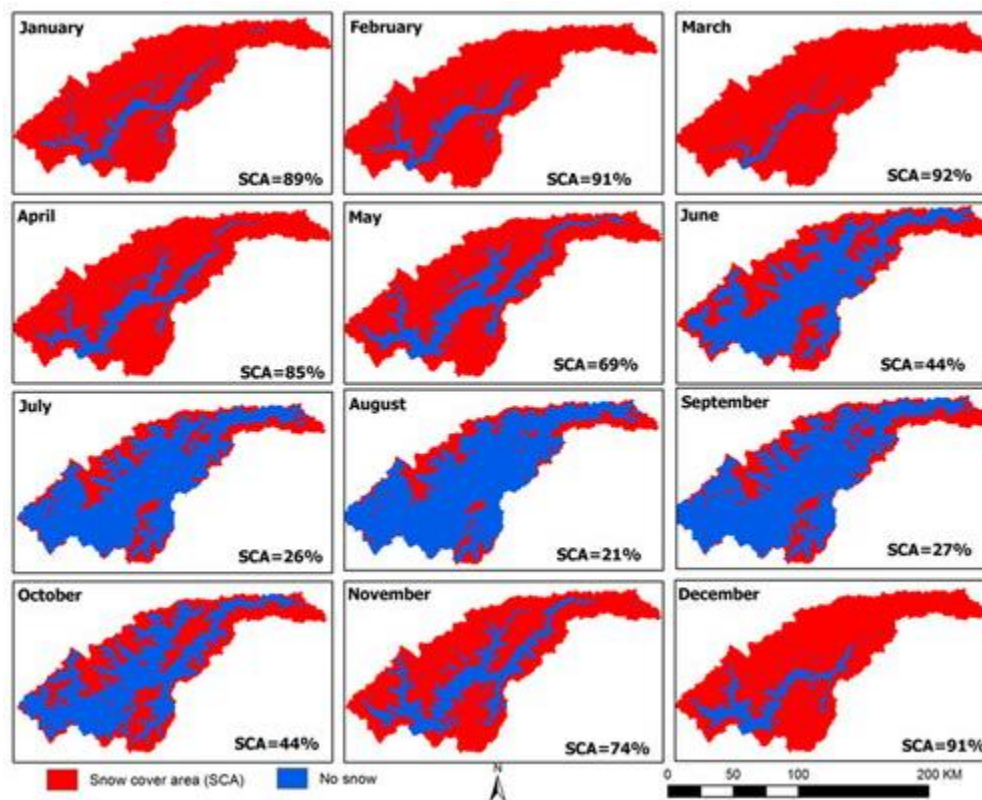 January
SCA=89%
February
SCA=91%
March
SCA=92%
April
SCA=85%
May
SCA=69%
June
SCA=44%
July
SCA=26%
August
SCA=21%
September
SCA=27%
October
SCA=44%
November
SCA=74%
December
SCA=91%
Snow cover area (SCA)
No snow
N
0 50 100 200 KM